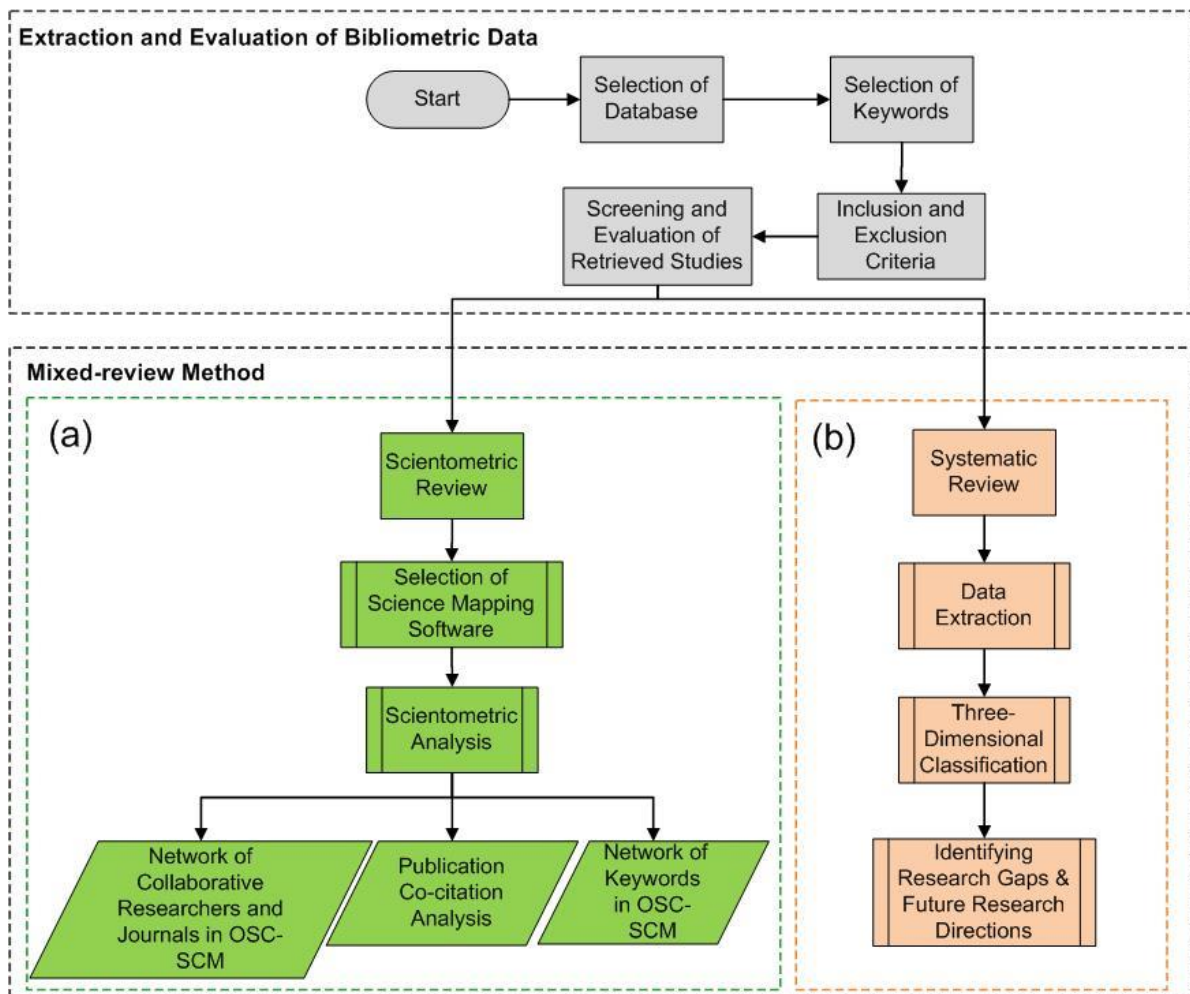 Extraction and Evaluation of Bibliometric Data
Start
Selection of
Database
Selection of
Keywords
Inclusion and
Exclusion
Criteria
Screening and
Evaluation of
Retrieved Studies
Mixed-review Method
(a)
Scientometric
Review
Selection of
Science Mapping
Software
Scientometric
Analysis
Network of
Collaborative
Researchers and
Journals in OSC-
SCM
Publication
Co-citation
Analysis
Network of
Keywords
in OSC-
SCM
(b)
Systematic
Review
Data
Extraction
Three-
Dimensional
Classification
Identifying
Research Gaps &
Future Research
Directions